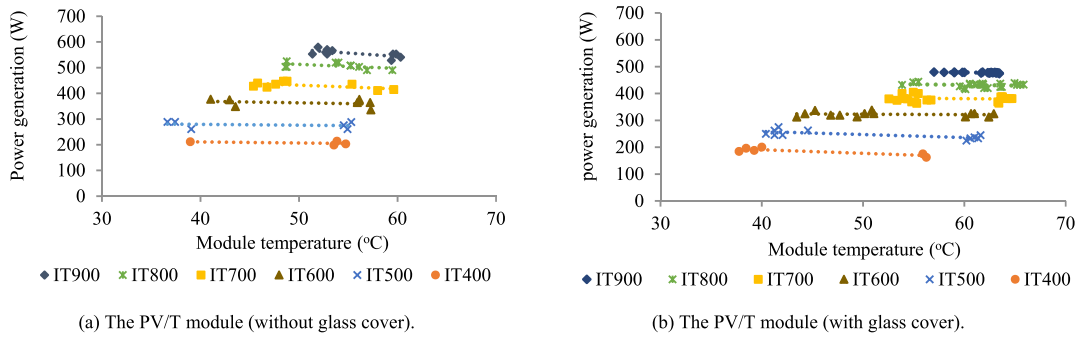 Power generation (W)
700
600
500
400
300
200
100
0
30 40 50 60 70
Module temperature (°C)
IT900 IT800 IT700 IT600 IT500 IT400
(a) The PV/T module (without glass cover).
power generation (W)
700
600
500
400
300
200
100
0
30 40 50 60 70
Module temperature (°C)
IT900 IT800 IT700 IT600 IT500 IT400
(b) The PV/T module (with glass cover).